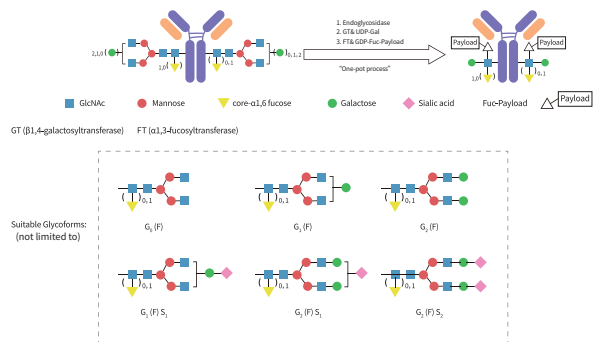 1. Endoglycosidase
2. GT& UDP-Gal
3. FT& GDP-Fuc-Payload
"One-pot process"
Payload
Payload
2,1,0 ( ( ) 0,1 ) 0,1,2
1,0 0,1
1,0 0,1
GlcNAc Mannose core-α1,6 fucose Galactose Sialic acid Fuc-Payload Payload
GT (β1,4-galactosyltransferase) FT (α1,3-fucosyltransferase)
Suitable Glycoforms:
(not limited to)
( ) 0,1 ( ) 0,1 ( ) 0,1
G0 (F) G1 (F) G2 (F)
( ) 0,1 ( ) 0,1 ( ) 0,1
G1 (F) S1 G2 (F) S1 G2 (F) S2